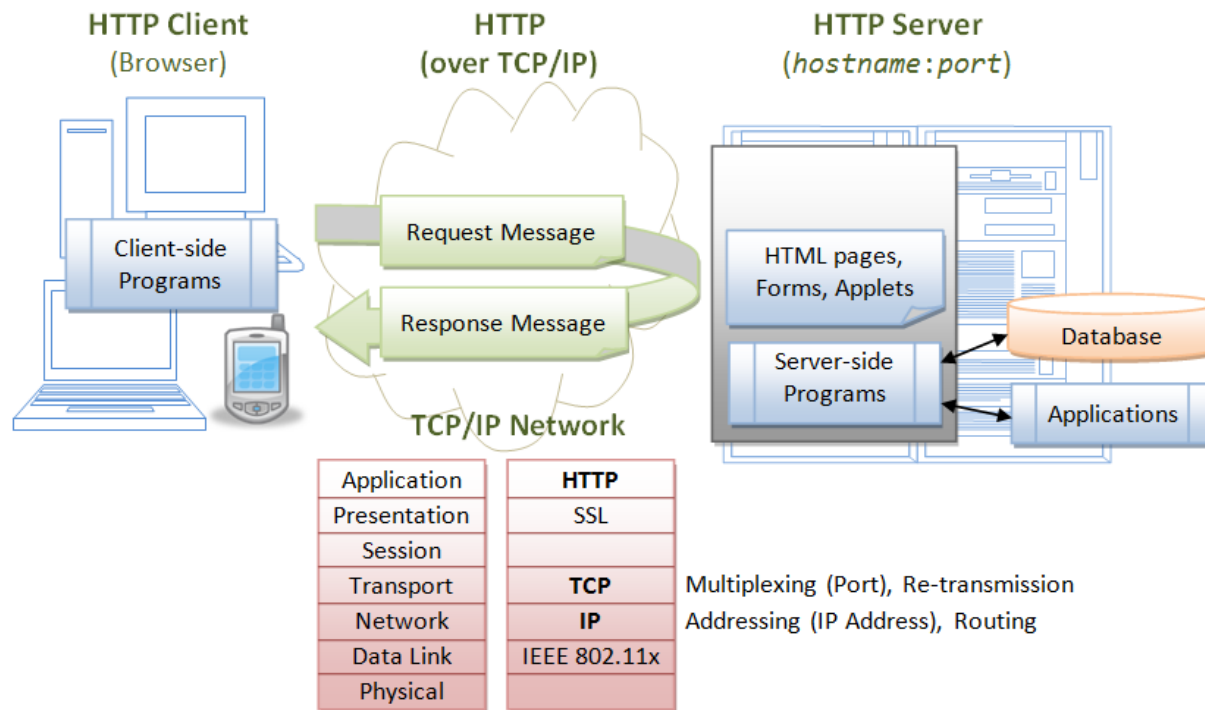 HTTP Client
(Browser)
HTTP
(over TCP/IP)
HTTP Server
(hostname:port)
Client-side
Programs
Request Message
Response Message
HTML pages,
Forms, Applets
Server-side
Programs
Database
Applications
TCP/IP Network
Application HTTP
Presentation SSL
Session
Transport TCP Multiplexing (Port), Re-transmission
Network IP Addressing (IP Address), Routing
Data Link IEEE 802.11x
Physical